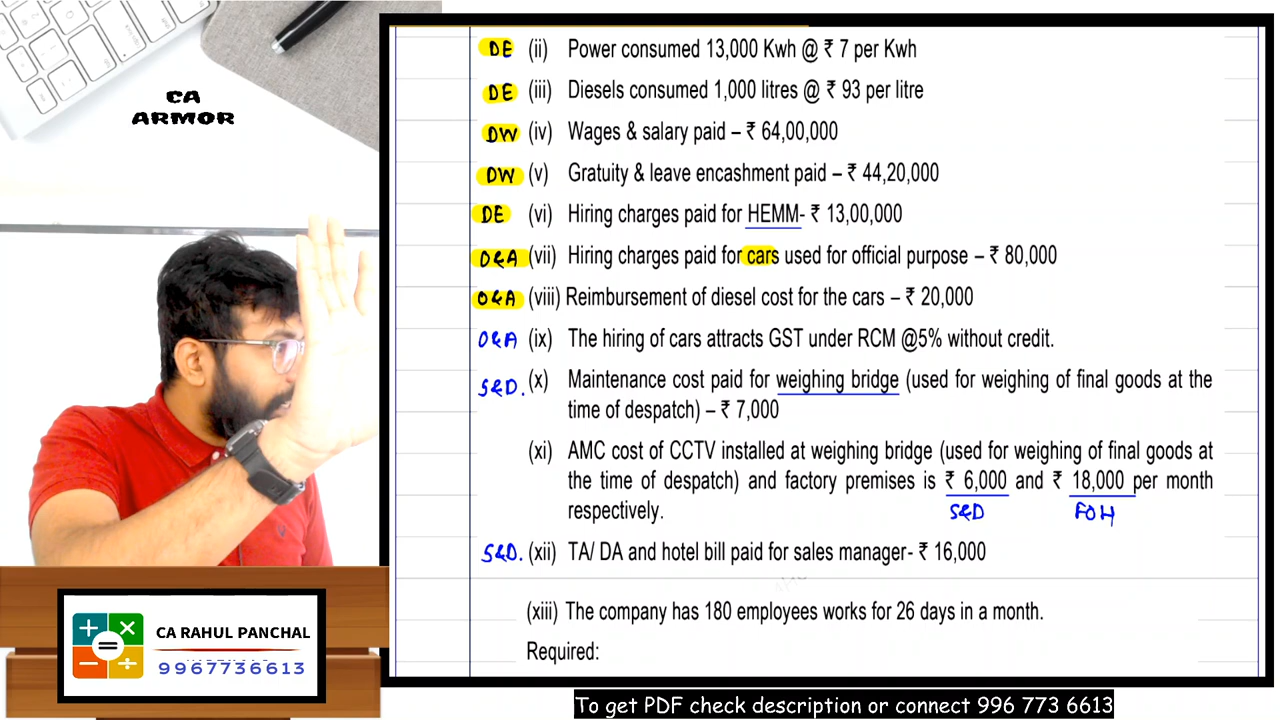 CA
ARMOR
DE (ii) Power consumed 13,000 Kwh @ ₹ 7 per Kwh
DE (iii) Diesels consumed 1,000 litres @ ₹ 93 per litre
DW (iv) Wages & salary paid – ₹ 64,00,000
DW (v) Gratuity & leave encashment paid – ₹ 44,20,000
DE (vi) Hiring charges paid for HEMM- ₹ 13,00,000
O&A (vii) Hiring charges paid for cars used for official purpose – ₹ 80,000
O&A (viii) Reimbursement of diesel cost for the cars – ₹ 20,000
O&A (ix) The hiring of cars attracts GST under RCM @5% without credit.
S&D. (x) Maintenance cost paid for weighing bridge (used for weighing of final goods at the
time of despatch) – ₹ 7,000
(xi) AMC cost of CCTV installed at weighing bridge (used for weighing of final goods at
the time of despatch) and factory premises is ₹ 6,000 and ₹ 18,000 per month
respectively. S&D FOH
S&D. (xii) TA/ DA and hotel bill paid for sales manager- ₹ 16,000
(xiii) The company has 180 employees works for 26 days in a month.
Required:
CA RAHUL PANCHAL
9967736613
To get PDF check description or connect 996 773 6613